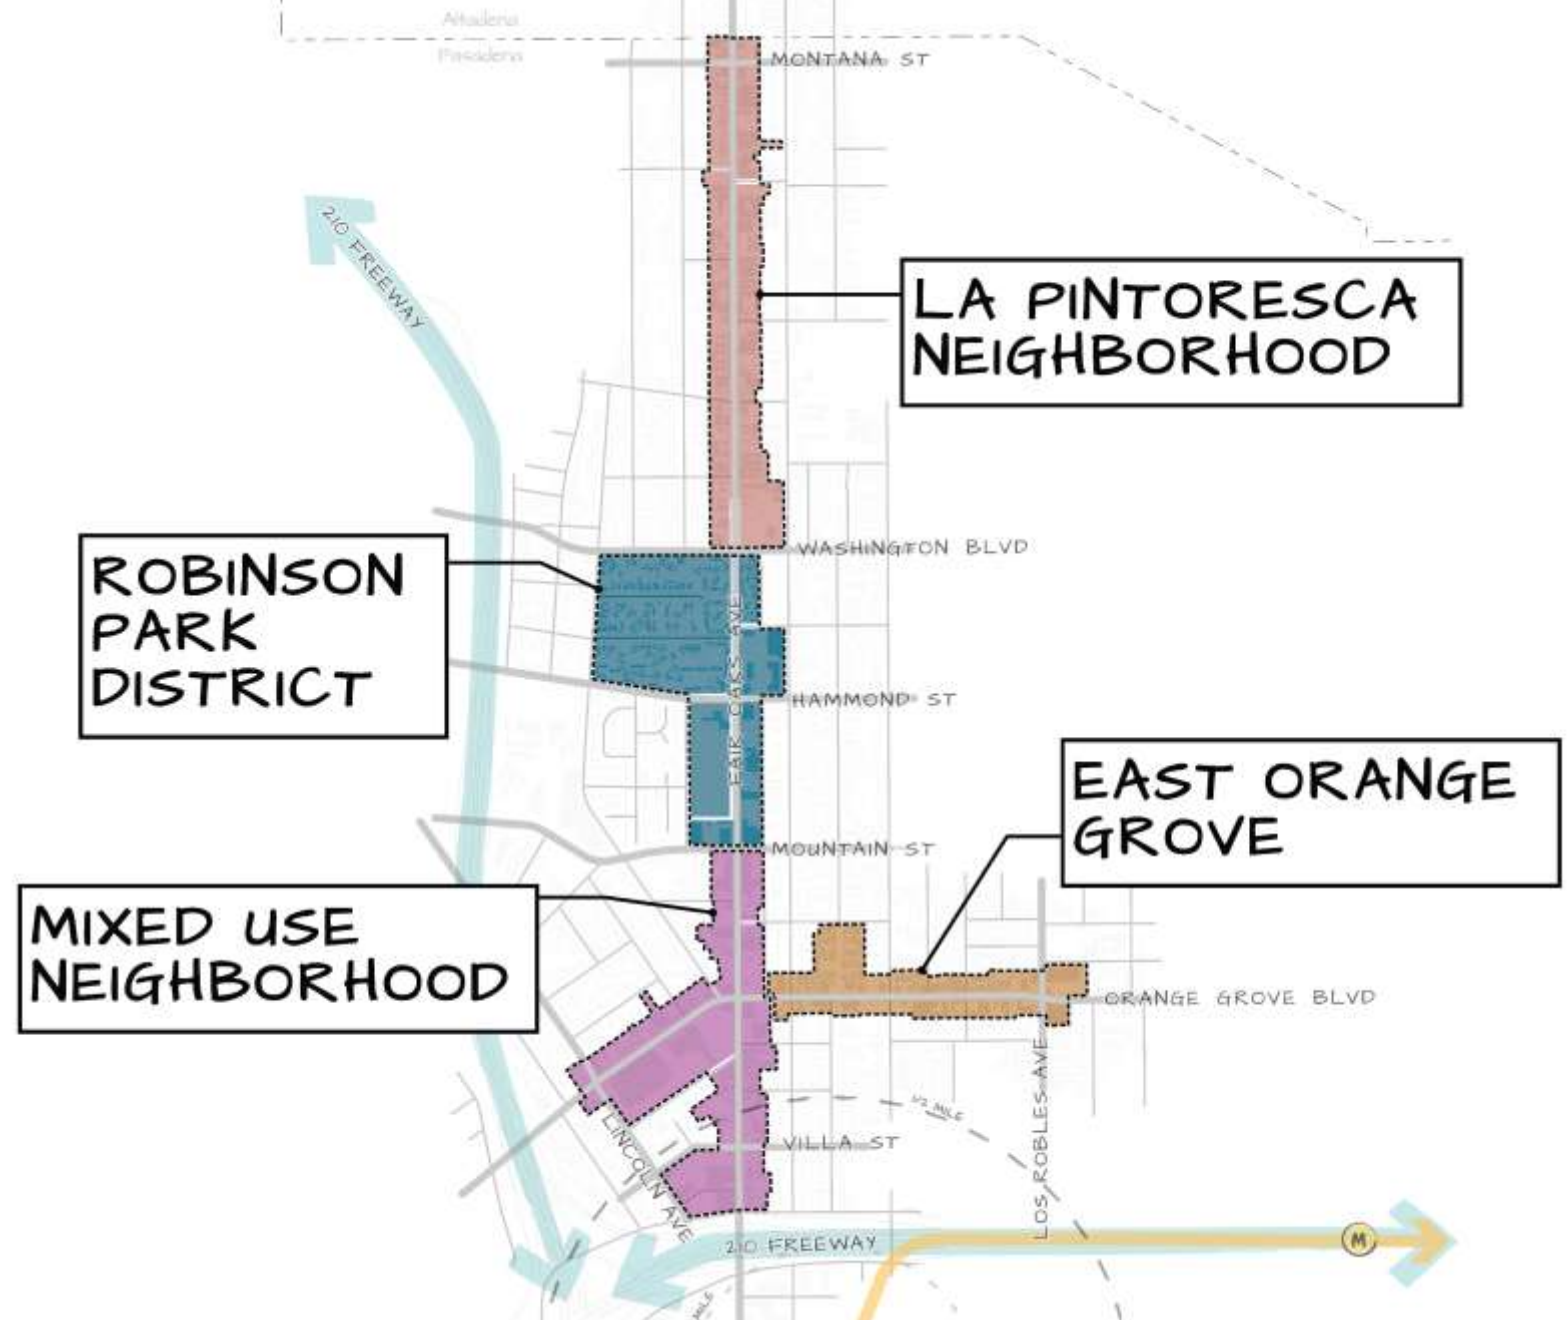 Altadena
Pasadena
MONTANA ST
210 FREEWAY
LA PINTORESCA
NEIGHBORHOOD
WASHINGTON BLVD
ROBINSON
PARK
DISTRICT
FAIR OAKS AVE
HAMMOND ST
EAST ORANGE
GROVE
MOUNTAIN ST
MIXED USE
NEIGHBORHOOD
ORANGE GROVE BLVD
1/2 MILE
LINCOLN AVE
VILLA ST
LOS ROBLES AVE
210 FREEWAY
M
MILE